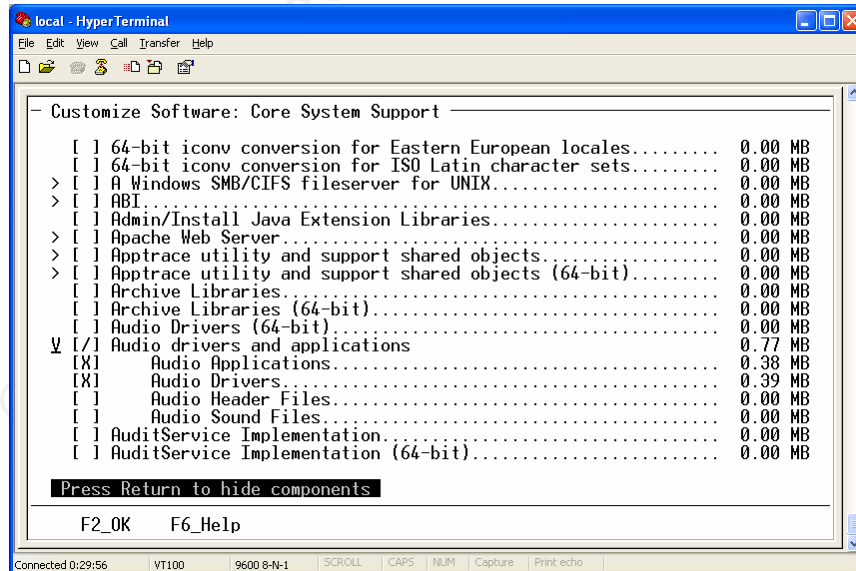 local - HyperTerminal
File Edit View Call Transfer Help
Customize Software: Core System Support
[ ] 64-bit iconv conversion for Eastern European locales......... 0.00 MB
[ ] 64-bit iconv conversion for ISO Latin character sets......... 0.00 MB
> [ ] A Windows SMB/CIFS fileserver for UNIX......................... 0.00 MB
> [ ] ABI................................................................ 0.00 MB
[ ] Admin/Install Java Extension Libraries......................... 0.00 MB
> [ ] Apache Web Server................................................ 0.00 MB
> [ ] Apptrace utility and support shared objects.................... 0.00 MB
> [ ] Apptrace utility and support shared objects (64-bit).......... 0.00 MB
[ ] Archive Libraries................................................ 0.00 MB
[ ] Archive Libraries (64-bit)....................................... 0.00 MB
[ ] Audio Drivers (64-bit)........................................... 0.00 MB
V [/] Audio drivers and applications 0.77 MB
[X] Audio Applications........................................... 0.38 MB
[X] Audio Drivers................................................ 0.39 MB
[ ] Audio Header Files........................................... 0.00 MB
[ ] Audio Sound Files............................................ 0.00 MB
[ ] AuditService Implementation...................................... 0.00 MB
[ ] AuditService Implementation (64-bit)............................ 0.00 MB
Press Return to hide components
F2_OK F6_Help
Connected 0:29:56 VT100 9600 8-N-1 SCROLL CAPS NUM Capture Print echo